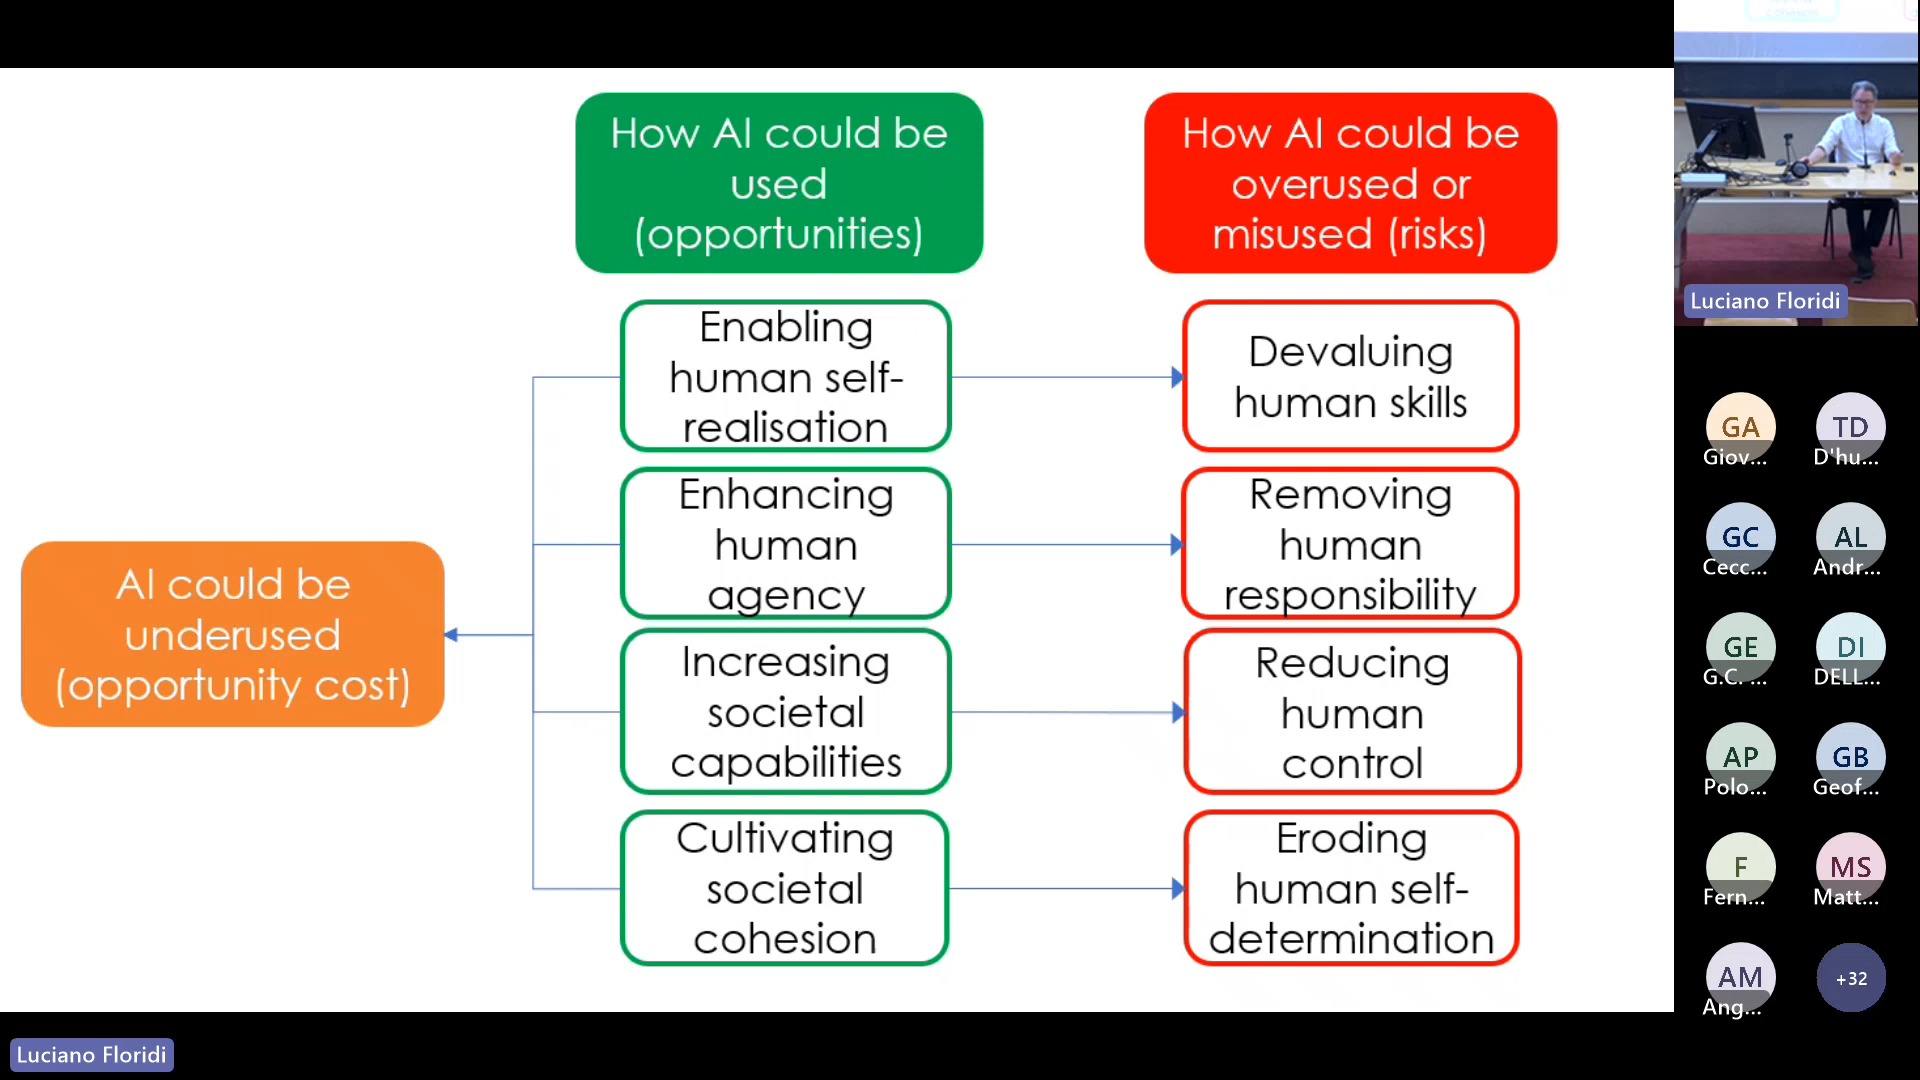 How AI could be
used
(opportunities)
How AI could be
overused or
misused (risks)
Enabling
human self-
realisation
Devaluing
human skills
Enhancing
human
agency
Removing
human
responsibility
AI could be
underused
(opportunity cost)
Increasing
societal
capabilities
Reducing
human
control
Cultivating
societal
cohesion
Eroding
human self-
determination
Luciano Floridi
GA
Giov...
TD
D'hu...
GC
Cecc...
AL
Andr...
GE
G.C. ...
DI
DELL...
AP
Polo...
GB
Geof...
F
Fern...
MS
Matt...
AM
Ang...
+32
Luciano Floridi